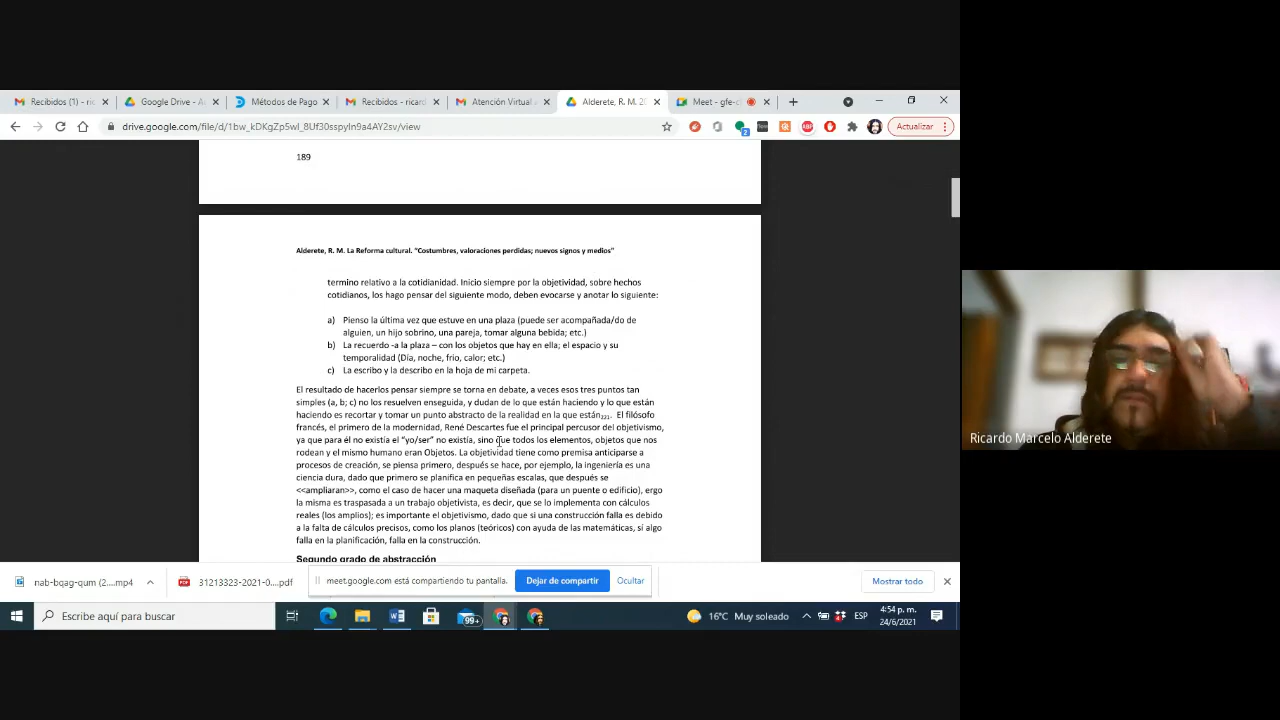 Recibidos (1) - ric
Google Drive - A
Métodos de Pago
Recibidos - ricart
Atención Virtual
Alderete, R. M. 20
Meet - gfe-c
drive.google.com/file/d/1bw_kDKgZp5wI_8Uf30sspyIn9a4AY2sv/view
2
ABP
Actualizar
189
Alderete, R. M. La Reforma cultural. “Costumbres, valoraciones perdidas; nuevos signos y medios”
termino relativo a la cotidianidad. Inicio siempre por la objetividad, sobre hechos
cotidianos, los hago pensar del siguiente modo, deben evocarse y anotar lo siguiente:
a) Pienso la última vez que estuve en una plaza (puede ser acompañada/do de
alguien, un hijo sobrino, una pareja, tomar alguna bebida; etc.)
b) La recuerdo -a la plaza – con los objetos que hay en ella; el espacio y su
temporalidad (Día, noche, frio, calor; etc.)
c) La escribo y la describo en la hoja de mi carpeta.
El resultado de hacerlos pensar siempre se torna en debate, a veces esos tres puntos tan
simples (a, b; c) no los resuelven enseguida, y dudan de lo que están haciendo y lo que están
haciendo es recortar y tomar un punto abstracto de la realidad en la que están221. El filósofo
francés, el primero de la modernidad, René Descartes fue el principal percusor del objetivismo,
ya que para él no existía el “yo/ser” no existía, sino que todos los elementos, objetos que nos
rodean y el mismo humano eran Objetos. La objetividad tiene como premisa anticiparse a
procesos de creación, se piensa primero, después se hace, por ejemplo, la ingeniería es una
ciencia dura, dado que primero se planifica en pequeñas escalas, que después se
<<ampliaran>>, como el caso de hacer una maqueta diseñada (para un puente o edificio), ergo
la misma es traspasada a un trabajo objetivista, es decir, que se lo implementa con cálculos
reales (los amplios); es importante el objetivismo, dado que si una construcción falla es debido
a la falta de cálculos precisos, como los planos (teóricos) con ayuda de las matemáticas, si algo
falla en la planificación, falla en la construcción.
Segundo grado de abstracción
Ricardo Marcelo Alderete
nab-bqag-qum (2....mp4
31213323-2021-0....pdf
meet.google.com está compartiendo tu pantalla.
Dejar de compartir
Ocultar
Mostrar todo
Escribe aquí para buscar
99+
16°C Muy soleado
ESP
4:54 p. m.
24/6/2021